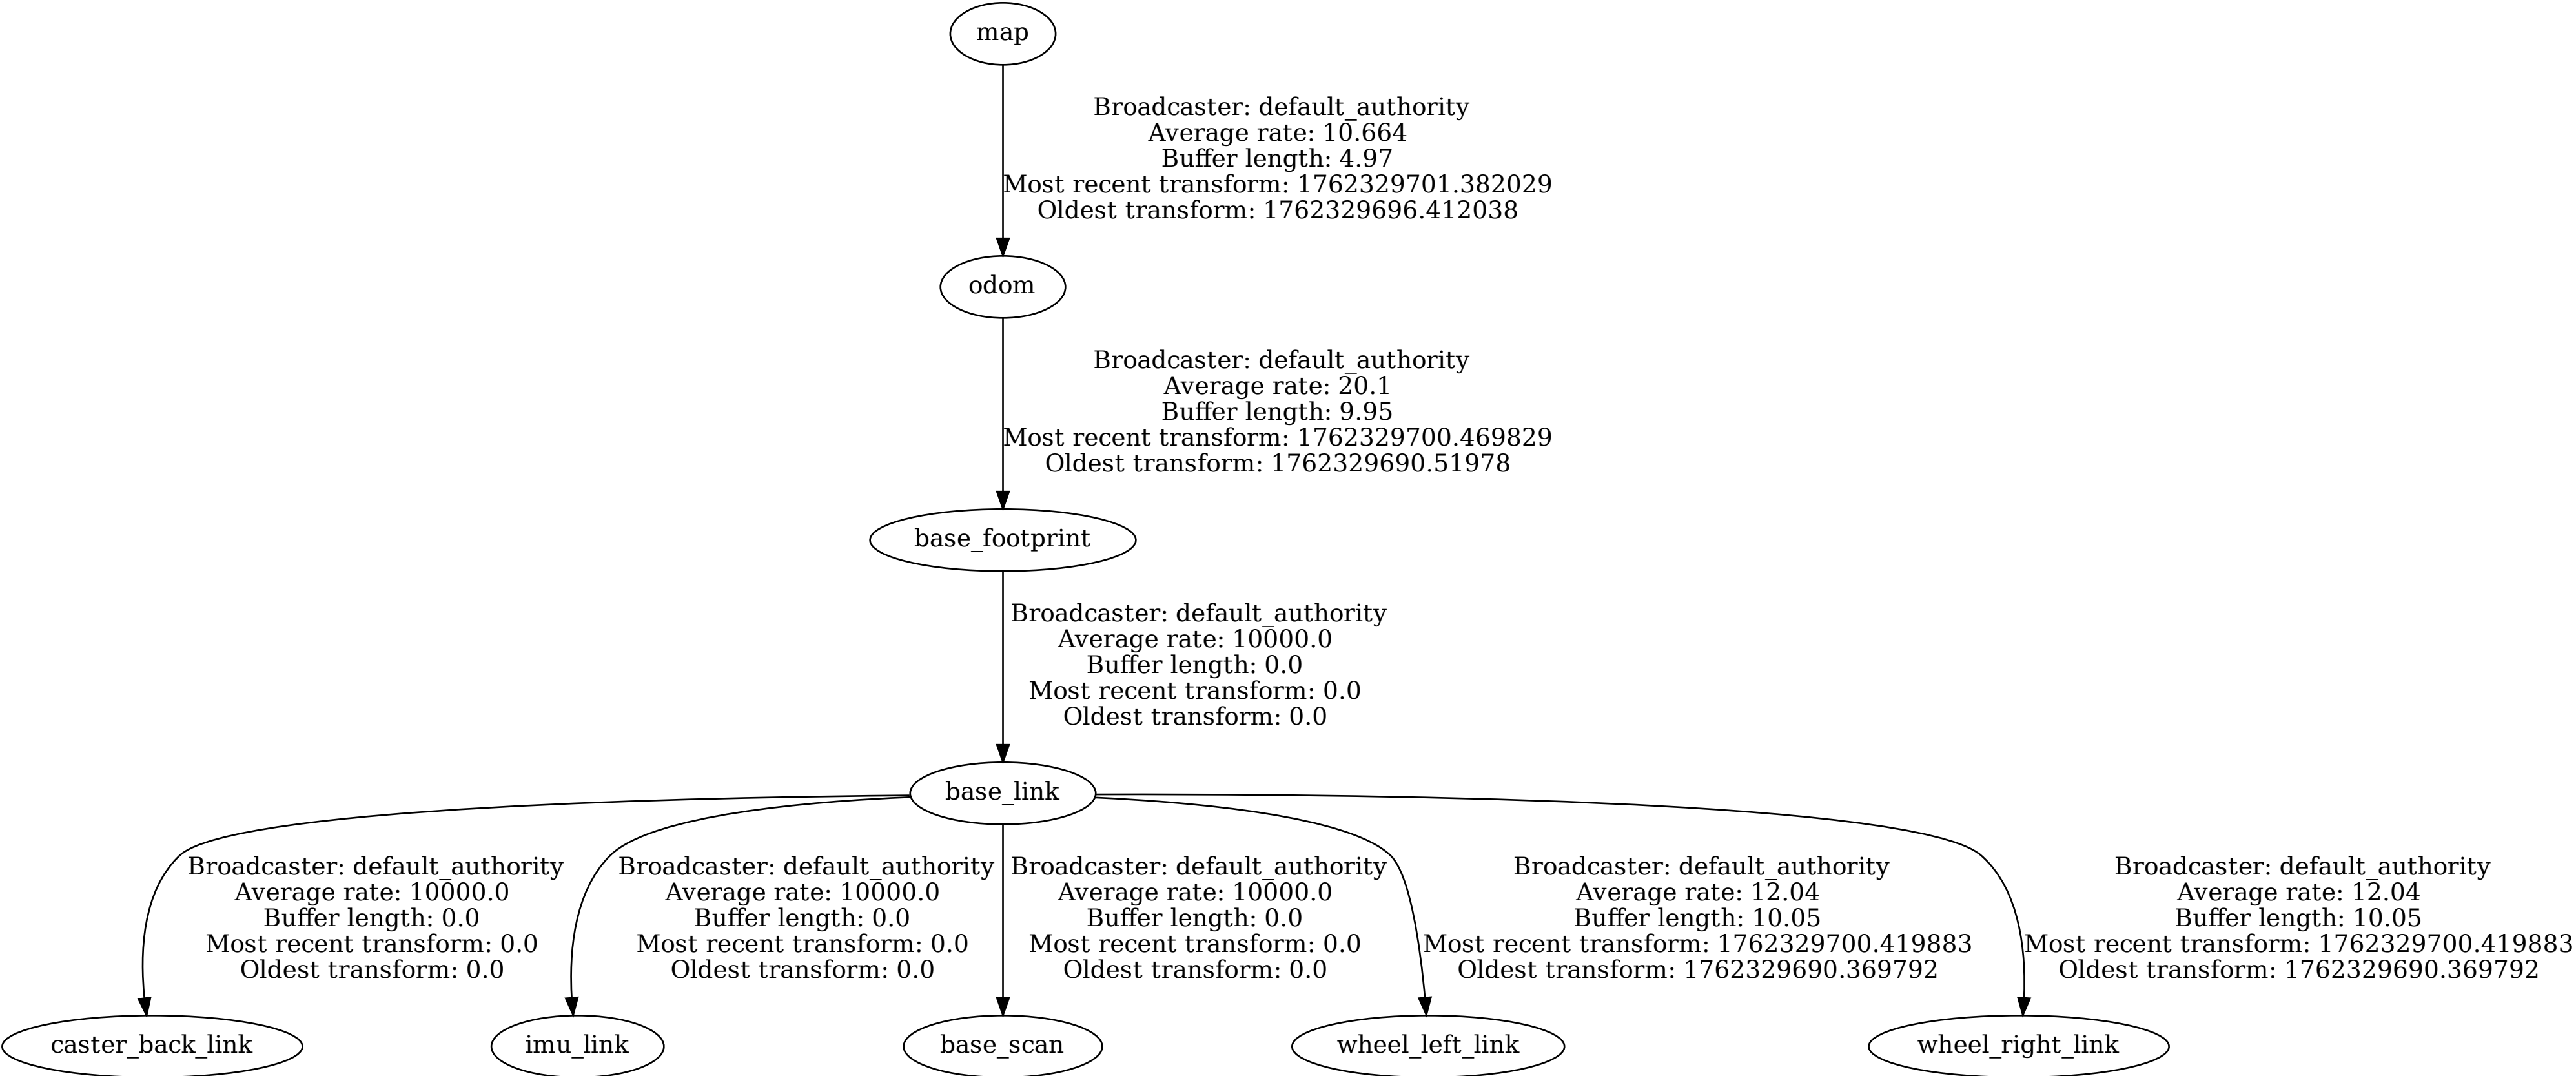 map
Broadcaster: default_authority
Average rate: 10.664
Buffer length: 4.97
Most recent transform: 1762329701.382029
Oldest transform: 1762329696.412038
odom
Broadcaster: default_authority
Average rate: 20.1
Buffer length: 9.95
Most recent transform: 1762329700.469829
Oldest transform: 1762329690.51978
base_footprint
Broadcaster: default_authority
Average rate: 10000.0
Buffer length: 0.0
Most recent transform: 0.0
Oldest transform: 0.0
base_link
Broadcaster: default_authority
Average rate: 10000.0
Buffer length: 0.0
Most recent transform: 0.0
Oldest transform: 0.0
Broadcaster: default_authority
Average rate: 10000.0
Buffer length: 0.0
Most recent transform: 0.0
Oldest transform: 0.0
Broadcaster: default_authority
Average rate: 10000.0
Buffer length: 0.0
Most recent transform: 0.0
Oldest transform: 0.0
Broadcaster: default_authority
Average rate: 12.04
Buffer length: 10.05
Most recent transform: 1762329700.419883
Oldest transform: 1762329690.369792
Broadcaster: default_authority
Average rate: 12.04
Buffer length: 10.05
Most recent transform: 1762329700.419883
Oldest transform: 1762329690.369792
caster_back_link
imu_link
base_scan
wheel_left_link
wheel_right_link